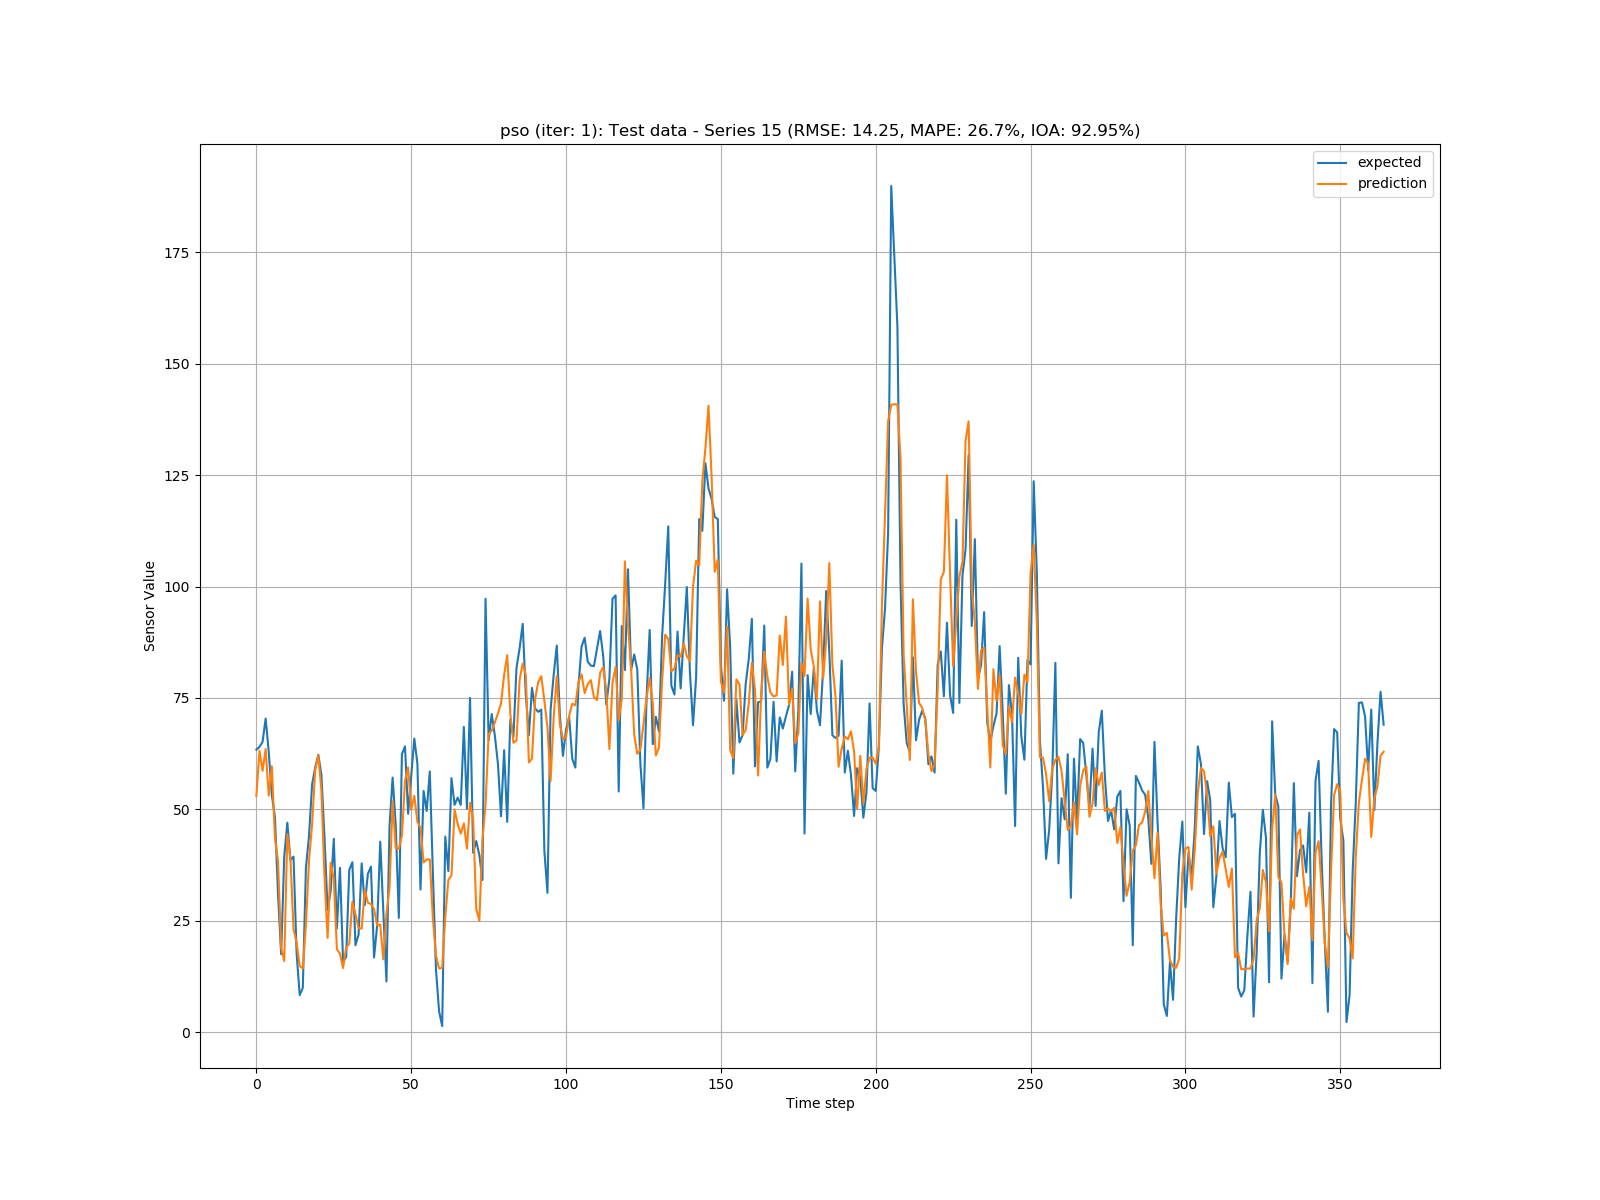 pso (iter: 1): Test data - Series 15 (RMSE: 14.25, MAPE: 26.7%, IOA: 92.95%)
expected
prediction
175
150
125
100
75
50
25
0
Sensor Value
0 50 100 150 200 250 300 350
Time step